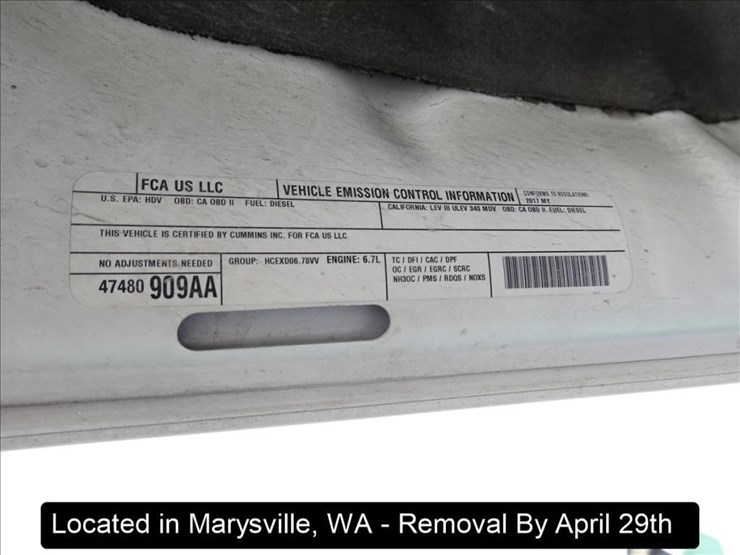 FCA US LLC
VEHICLE EMISSION CONTROL INFORMATION
CONFORMS TO REGULATIONS:
2017 MY
U.S. EPA: HDV OBD: CA OBD II FUEL: DIESEL
CALIFORNIA: LEV III ULEV 340 MDV OBD: CA OBD II FUEL: DIESEL
THIS VEHICLE IS CERTIFIED BY CUMMINS INC. FOR FCA US LLC
NO ADJUSTMENTS NEEDED
47480 909AA
GROUP: HCEXD06.78VV ENGINE: 6.7L
TC / DFI / CAC / DPF
OC / EGR / EGRC / SCRC
NH3OC / PMS / RDQS / NOXS
Located in Marysville, WA - Removal By April 29th